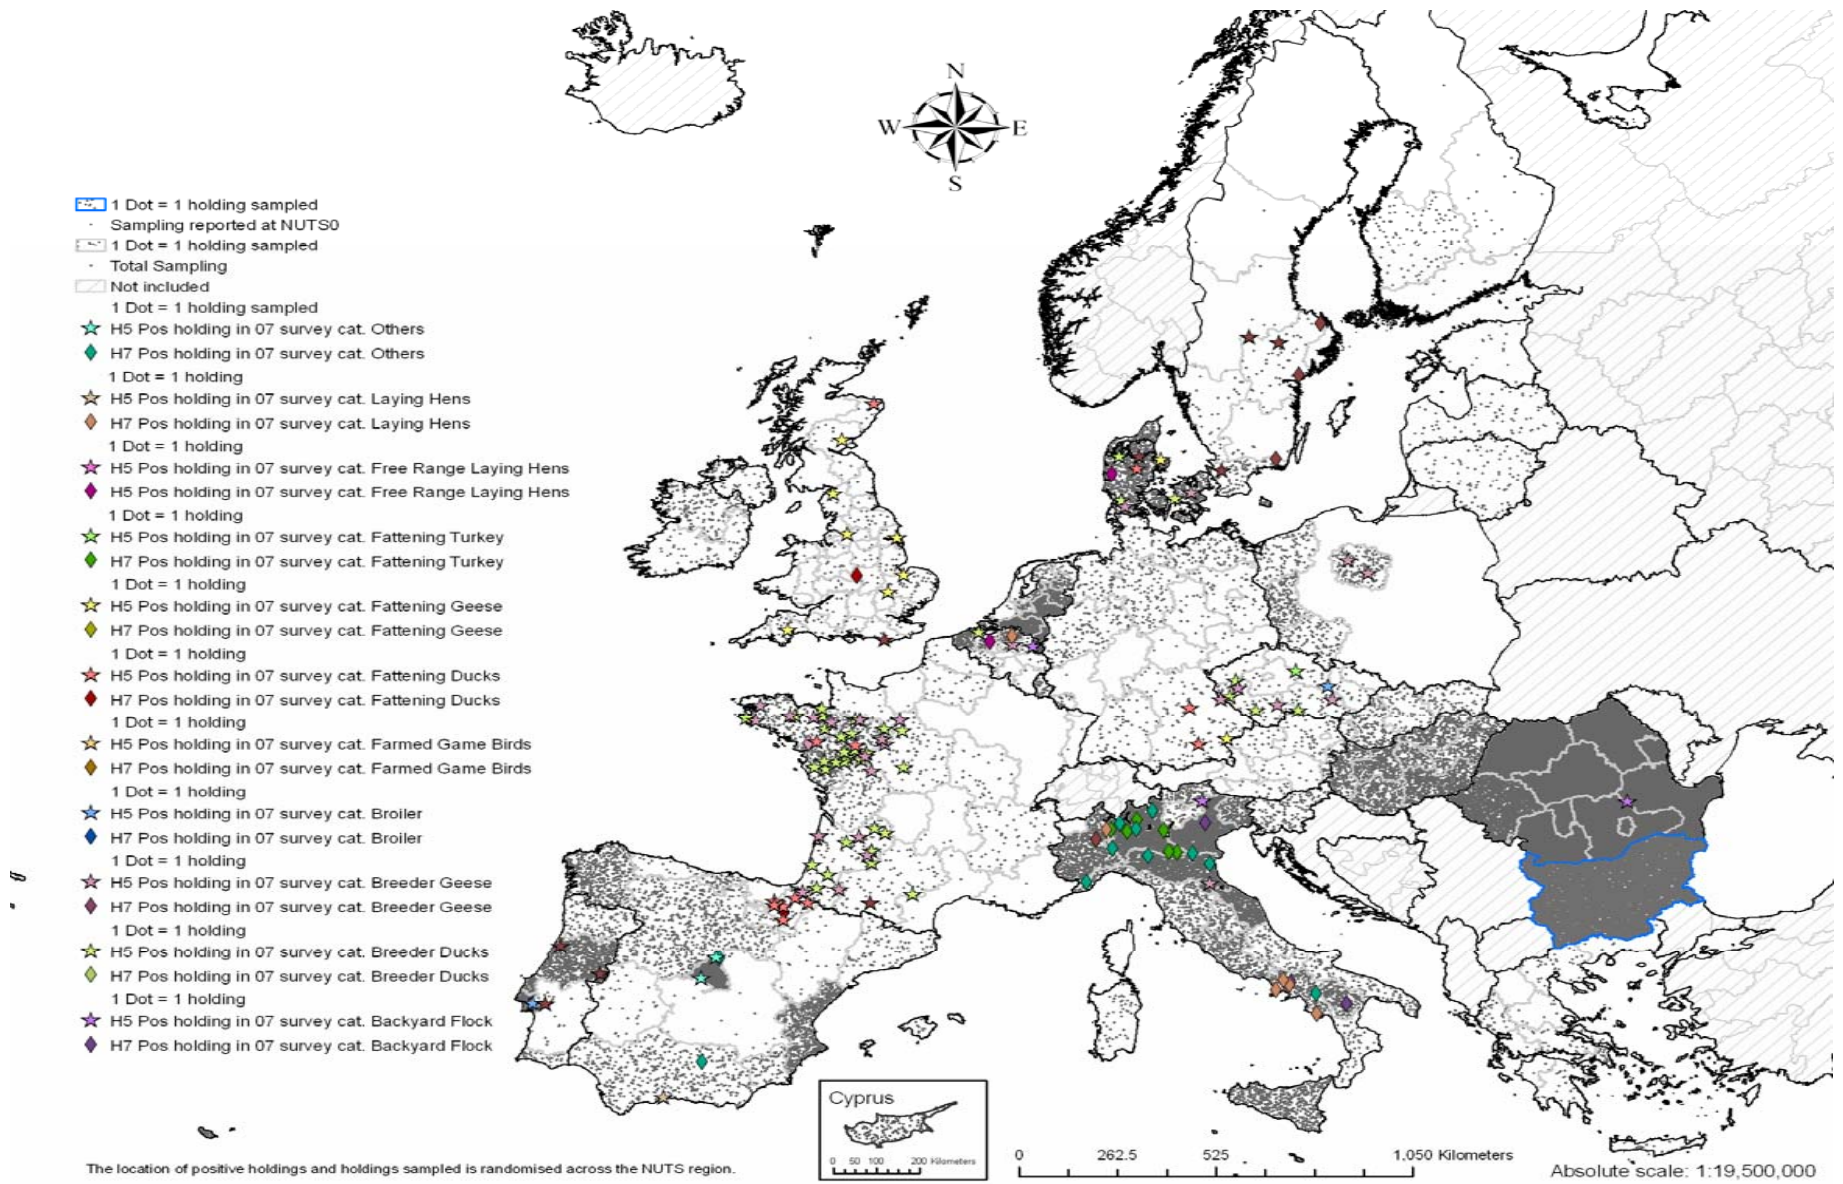 N
W E
S
1 Dot = 1 holding sampled
Sampling reported at NUTS0
1 Dot = 1 holding sampled
Total Sampling
Not included
1 Dot = 1 holding sampled
H5 Pos holding in 07 survey cat. Others
H7 Pos holding in 07 survey cat. Others
1 Dot = 1 holding
H5 Pos holding in 07 survey cat. Laying Hens
H7 Pos holding in 07 survey cat. Laying Hens
1 Dot = 1 holding
H5 Pos holding in 07 survey cat. Free Range Laying Hens
H5 Pos holding in 07 survey cat. Free Range Laying Hens
1 Dot = 1 holding
H5 Pos holding in 07 survey cat. Fattening Turkey
H7 Pos holding in 07 survey cat. Fattening Turkey
1 Dot = 1 holding
H5 Pos holding in 07 survey cat. Fattening Geese
H7 Pos holding in 07 survey cat. Fattening Geese
1 Dot = 1 holding
H5 Pos holding in 07 survey cat. Fattening Ducks
H7 Pos holding in 07 survey cat. Fattening Ducks
1 Dot = 1 holding
H5 Pos holding in 07 survey cat. Farmed Game Birds
H7 Pos holding in 07 survey cat. Farmed Game Birds
1 Dot = 1 holding
H5 Pos holding in 07 survey cat. Broiler
H7 Pos holding in 07 survey cat. Broiler
1 Dot = 1 holding
H5 Pos holding in 07 survey cat. Breeder Geese
H7 Pos holding in 07 survey cat. Breeder Geese
1 Dot = 1 holding
H5 Pos holding in 07 survey cat. Breeder Ducks
H7 Pos holding in 07 survey cat. Breeder Ducks
1 Dot = 1 holding
H5 Pos holding in 07 survey cat. Backyard Flock
H7 Pos holding in 07 survey cat. Backyard Flock
Cyprus
0 50 100 200 Kilometers
0 262.5 525 1.050 Kilometers
The location of positive holdings and holdings sampled is randomised across the NUTS region.
Absolute scale: 1:19,500,000